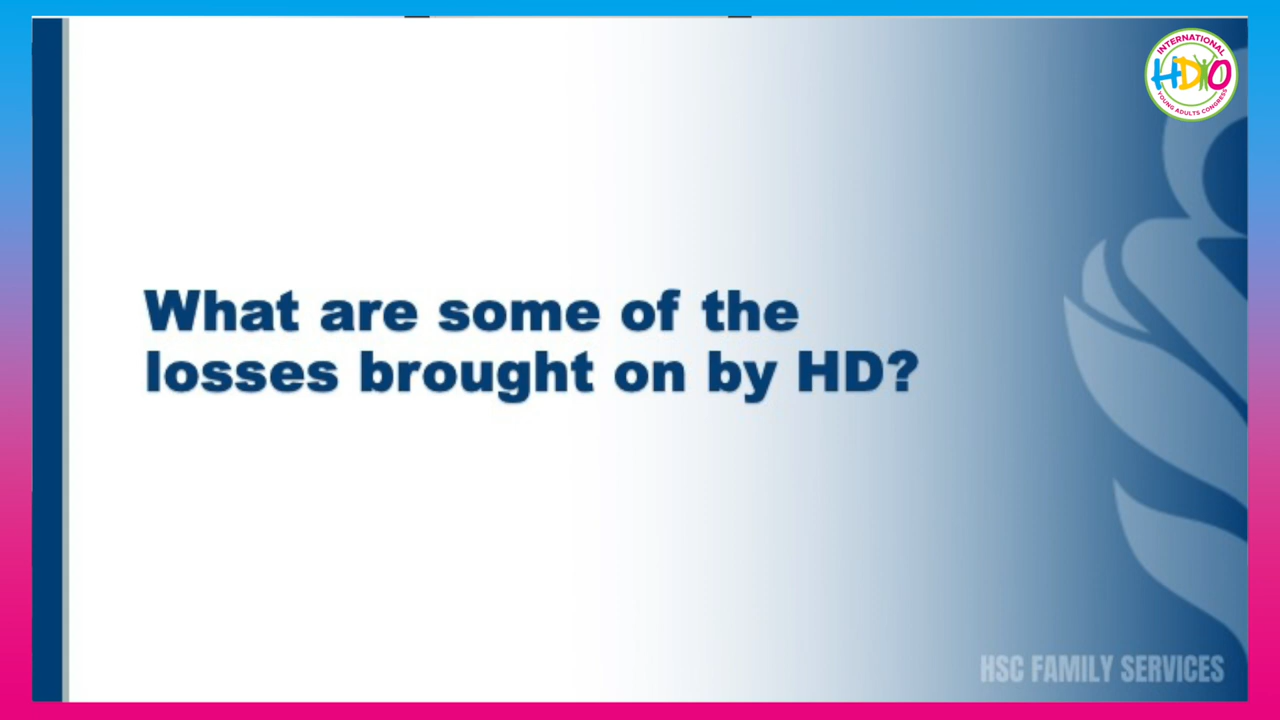 INTERNATIONAL
HDYO
YOUNG ADULTS CONGRESS
What are some of the
losses brought on by HD?
HSC FAMILY SERVICES